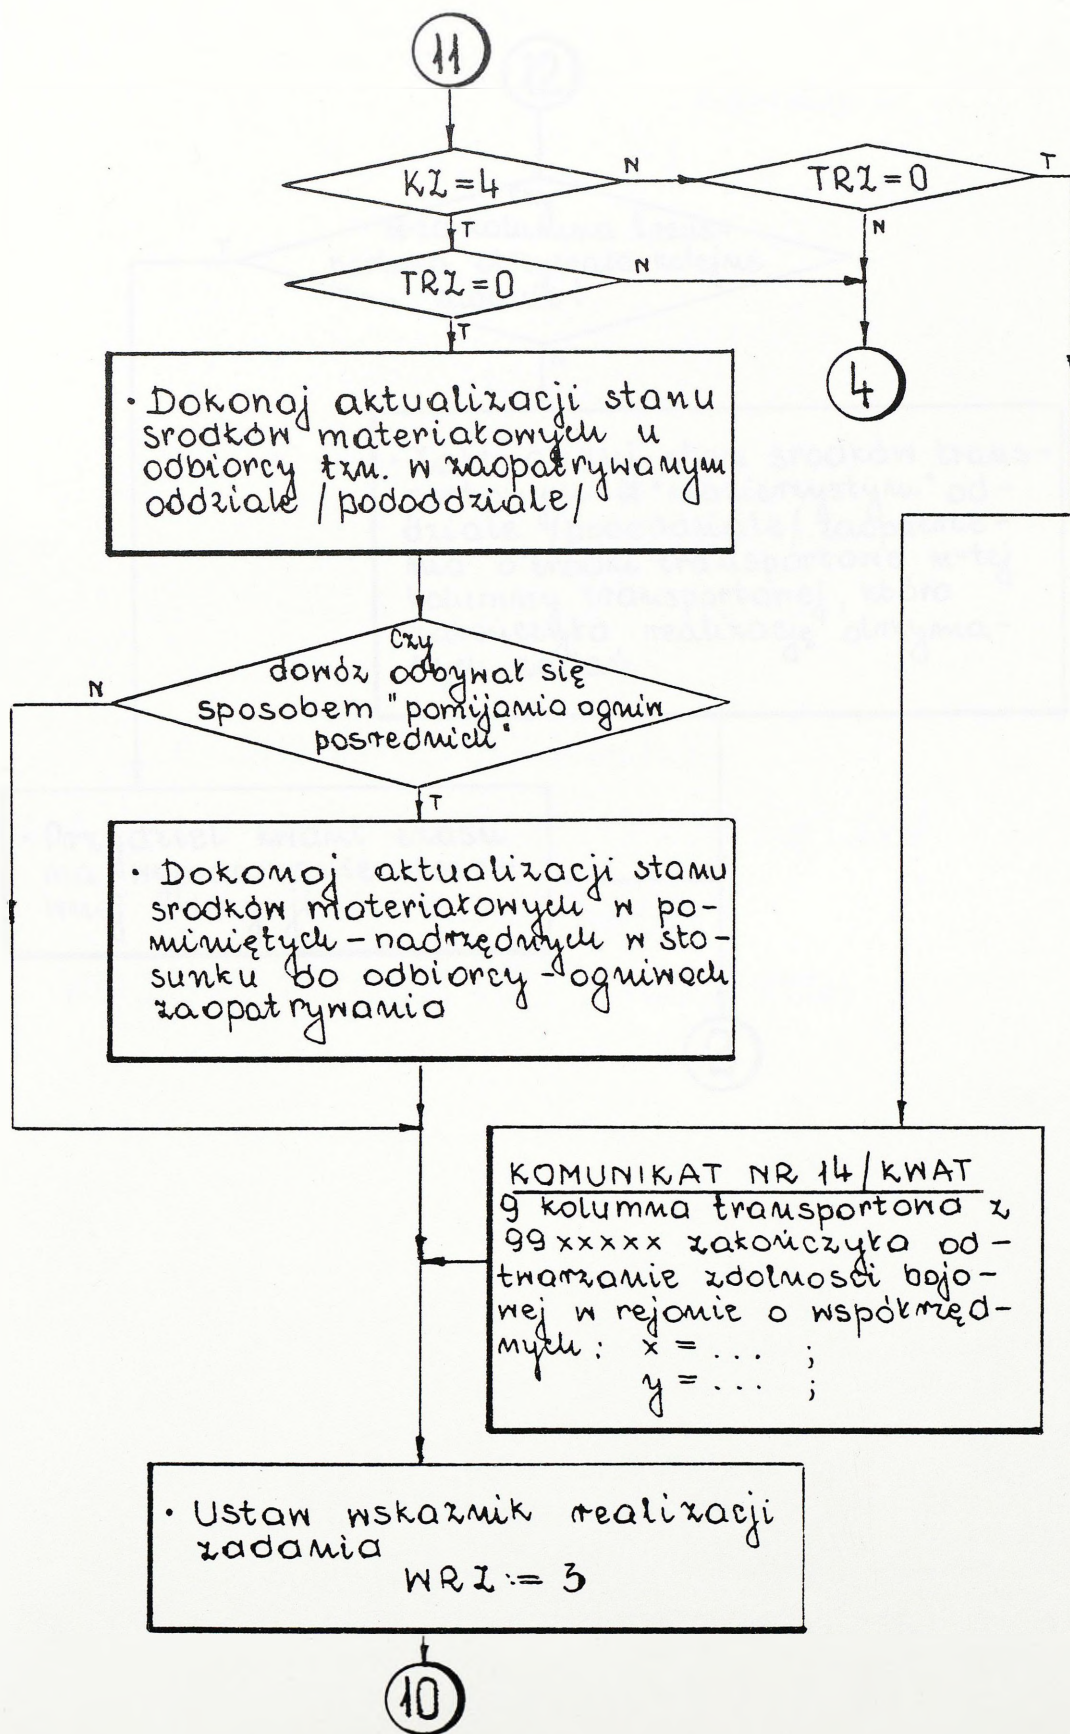 11
KZ = 4
N
TRZ = 0
T
T
N
TRZ = 0
N
T
4
• Dokonaj aktualizacji stanu
środków materiałowych u
odbiorcy tzn. w zaopatrywanym
oddziale /pododdziale/
Czy
dowóz odbywał się
sposobem "pomijania ogniw
pośrednich"
N
T
• Dokonaj aktualizacji stanu
środków materiałowych w po-
miniętych - nadrzędnych w sto-
sunku do odbiorcy - ogniwach
zaopatrywania
KOMUNIKAT NR 14/KWAT
9 kolumna transportowa z
99xxxxx zakończyła od-
twarzanie zdolności bojo-
wej w rejonie o współrzęd-
nych: x = ... ;
y = ... ;
• Ustaw wskaźnik realizacji
zadania
WRZ := 3
10